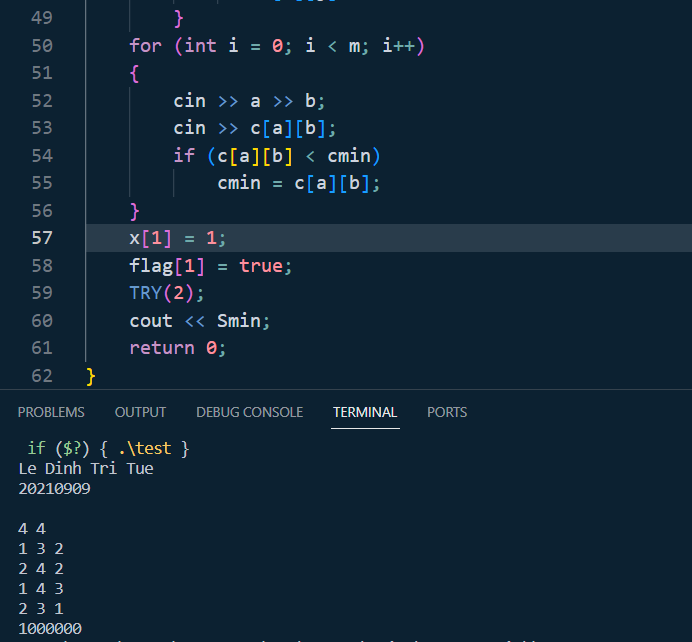 49 }
50 for (int i = 0; i < m; i++)
51 {
52 cin >> a >> b;
53 cin >> c[a][b];
54 if (c[a][b] < cmin)
55 cmin = c[a][b];
56 }
57 x[1] = 1;
58 flag[1] = true;
59 TRY(2);
60 cout << Smin;
61 return 0;
62 }
PROBLEMS OUTPUT DEBUG CONSOLE TERMINAL PORTS
if ($?) { .\test }
Le Dinh Tri Tue
20210909
4 4
1 3 2
2 4 2
1 4 3
2 3 1
1000000